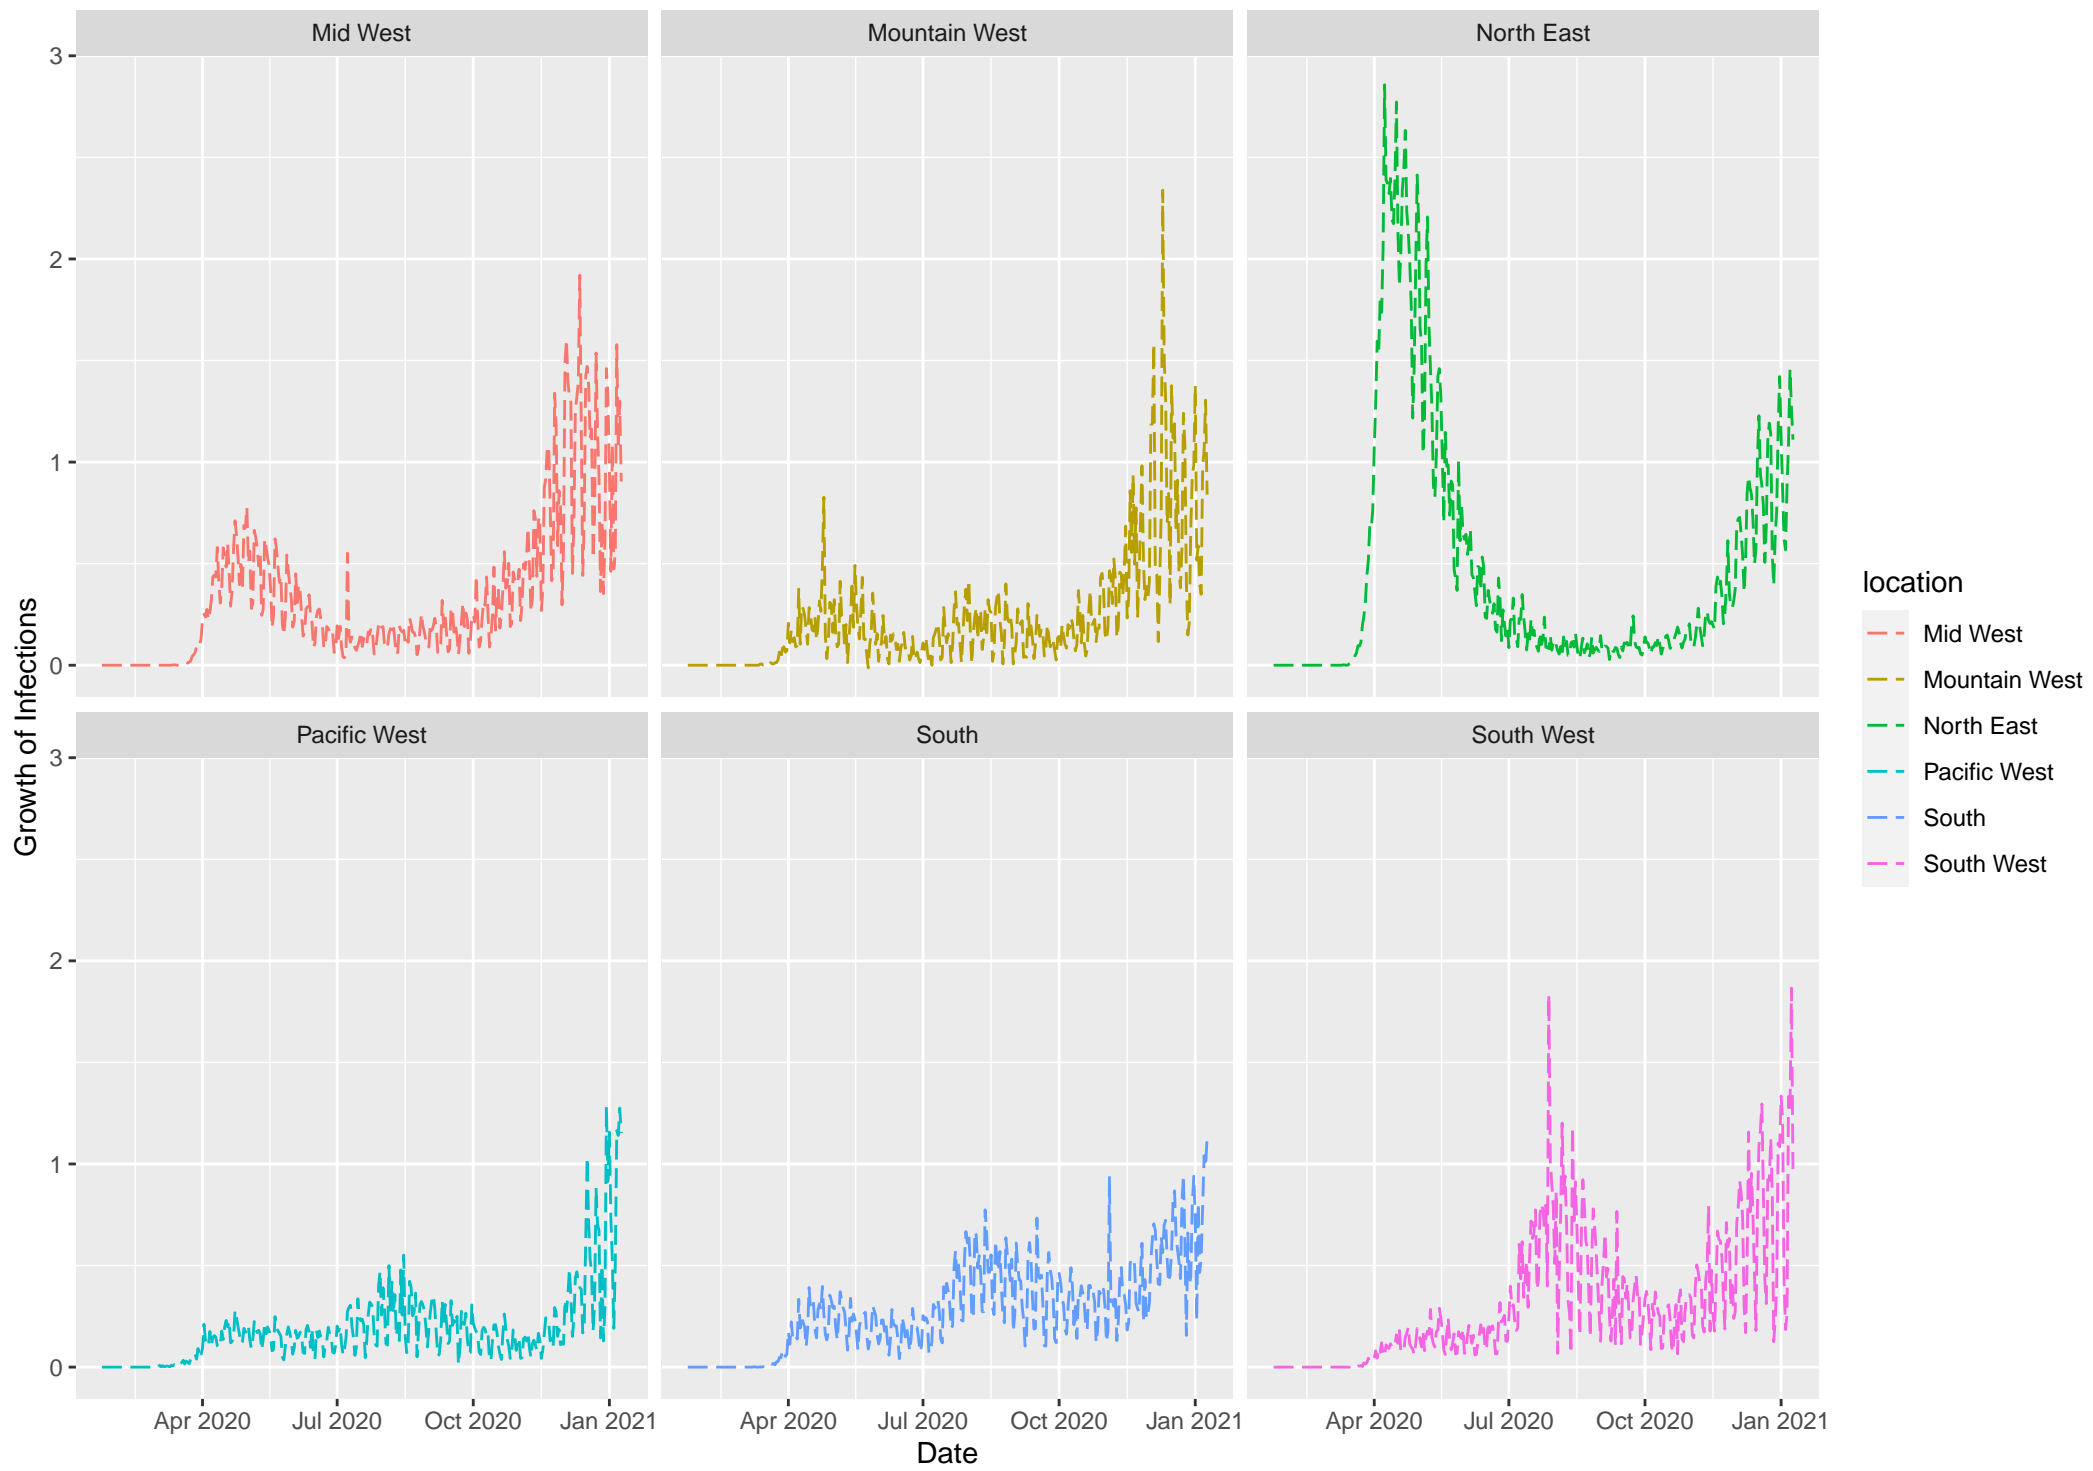 Mid West
Mountain West
North East
3
2
1
0
Pacific West
South
South West
3
2
1
0
Growth of Infections
Apr 2020 Jul 2020 Oct 2020 Jan 2021
Apr 2020 Jul 2020 Oct 2020 Jan 2021
Apr 2020 Jul 2020 Oct 2020 Jan 2021
Date
location
Mid West
Mountain West
North East
Pacific West
South
South West